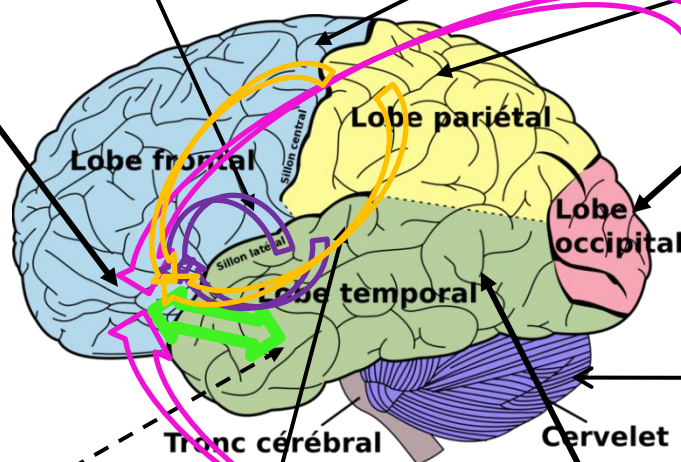 Sillon central
Lobe pariétal
Lobe frontal
Lobe
occipital
Sillon latéral
Lobe temporal
Tronc cérébral
Cervelet